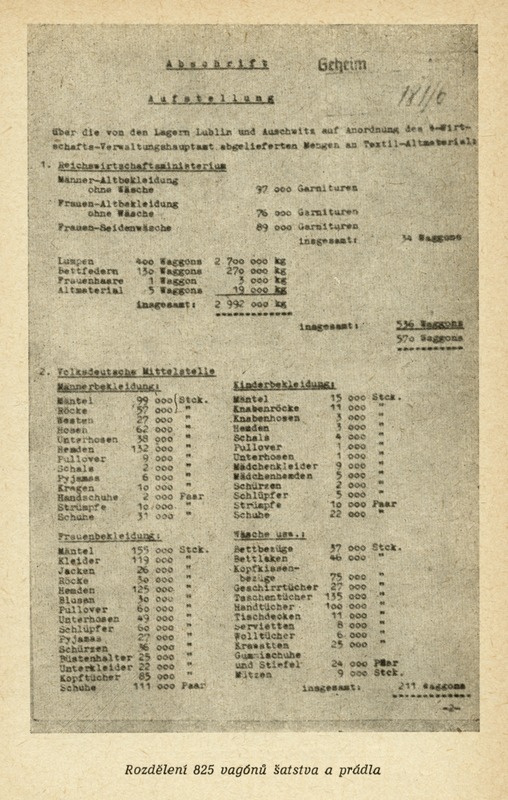 Abschrift Geheim
Aufstellung
über die von den Lagern Lublin und Auschwitz auf Anordnung des
schafts-Verwaltungshauptamt abgelieferten Mengen an Textil-Altmaterial:
1. Reichswirtschaftsministerium
Männer-Altbekleidung
ohne Wäsche 97 000 Garnituren
Frauen-Altbekleidung
ohne Wäsche 76 000 Garnituren
Frauen-Seidenwäsche 89 000 Garnituren
insgesamt: 34 Waggons
Lumpen 400 Waggons 2 700 000 kg
Bettfedern 130 Waggons 270 000 kg
Frauenhaare 1 Waggon 3 000 kg
Altmaterial 5 Waggons 19 000 kg
insgesamt: 2 992 000 kg
insgesamt: 536 Waggons
570 Waggons
2. Volksdeutsche Mittelstelle
Männerbekleidung:
Mäntel 99 000 Stck.
Röcke 57 000 "
Westen 27 000 "
Hosen 62 000 "
Unterhosen 38 000 "
Hemden 132 000 "
Pullover 9 000 "
Schals 2 000 "
Pyjamas 6 000 "
Kragen 10 000 "
Handschuhe 2 000 Paar
Strümpfe 10 000 "
Schuhe 31 000 "
Kinderbekleidung:
Mäntel 15 000 Stck.
Knabenröcke 11 000 "
Knabenhosen 3 000 "
Hemden 3 000 "
Schals 4 000 "
Pullover 1 000 "
Unterhosen 1 000 "
Mädchenkleider 9 000 "
Mädchenhemden 5 000 "
Schürzen 2 000 "
Schlüpfer 5 000 "
Strümpfe 10 000 Paar
Schuhe 22 000 "
Frauenbekleidung:
Mäntel 155 000 Stck.
Kleider 119 000 "
Jacken 26 000 "
Röcke 30 000 "
Hemden 125 000 "
Blusen 30 000 "
Pullover 60 000 "
Unterhosen 49 000 "
Schlüpfer 60 000 "
Pyjamas 27 000 "
Schürzen 36 000 "
Büstenhalter 25 000 "
Unterkleider 22 000 "
Kopftücher 85 000 "
Schuhe 111 000 Paar
Wäsche usw.:
Bettbezüge 37 000 Stck.
Bettlaken 46 000 "
Kopfkissen-
bezüge 75 000 "
Geschirrtücher 27 000 "
Taschentücher 135 000 "
Handtücher 100 000 "
Tischdecken 11 000 "
Servietten 8 000 "
Wolltücher 6 000 "
Krawatten 25 000 "
Gummischuhe
und Stiefel 24 000 Paar
Mützen 9 000 Stck.
insgesamt: 211 Waggons
-2-
Rozdělení 825 vagónů šatstva a prádla